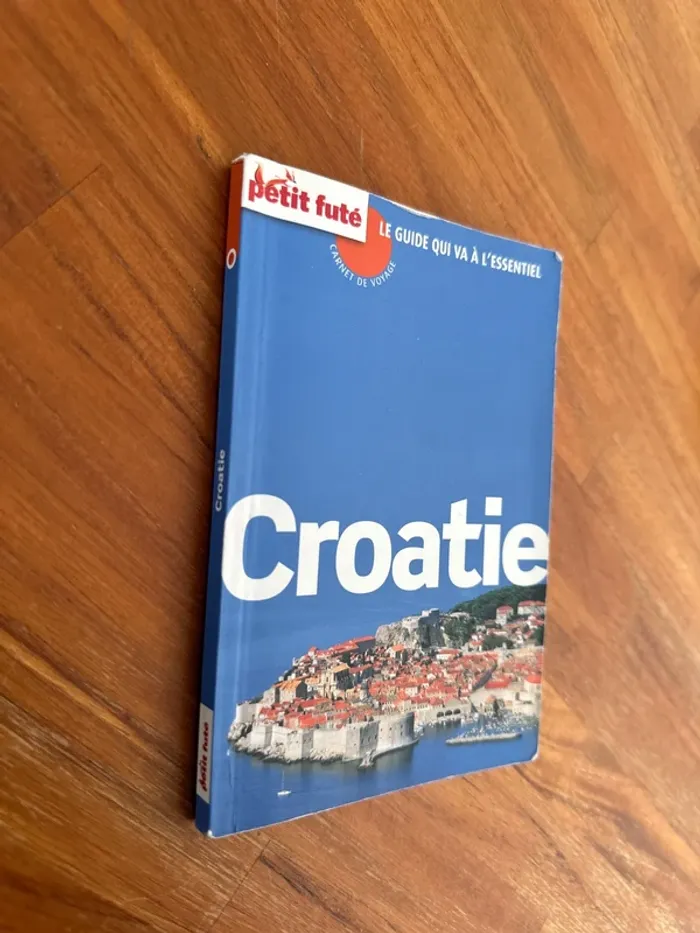 petit futé
LE GUIDE QUI VA À L'ESSENTIEL
CARNET DE VOYAGE
Croatie
Croatie
petit futé